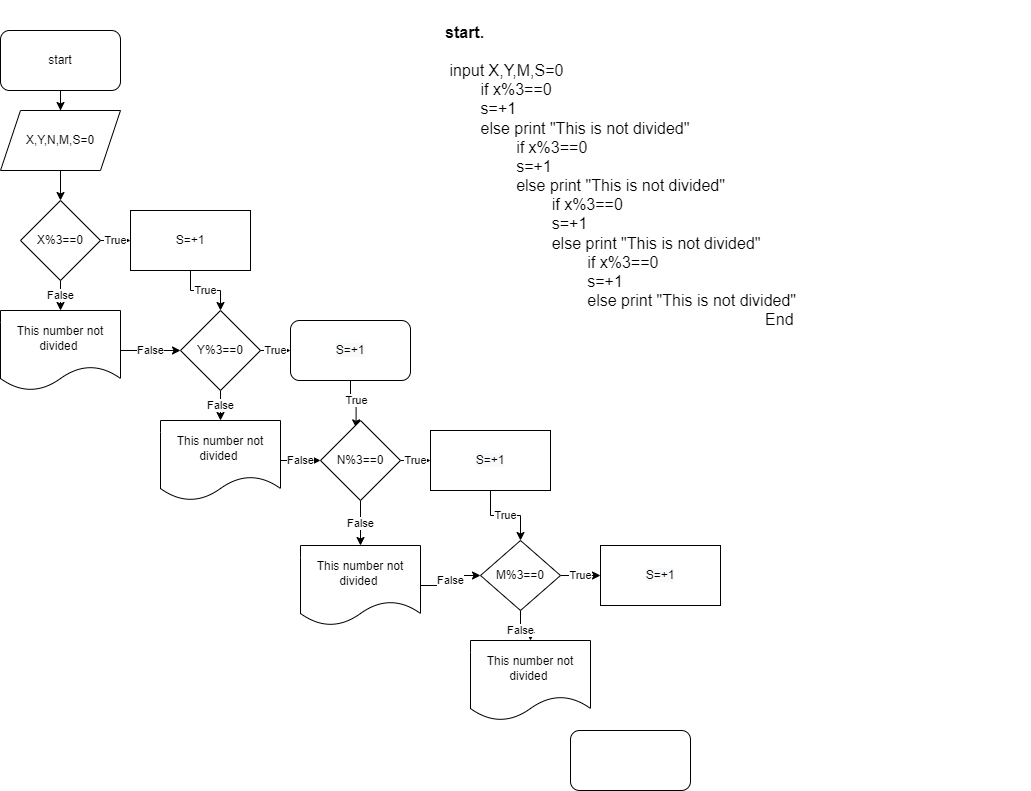 start
X,Y,N,M,S=0
X%3==0
True
S=+1
False
True
This number not
divided
False
Y%3==0
True
S=+1
False
True
This number not
divided
False
N%3==0
True
S=+1
False
True
This number not
divided
False
M%3==0
True
S=+1
False
This number not
divided
start.
input X,Y,M,S=0
if x%3==0
s=+1
else print "This is not divided"
if x%3==0
s=+1
else print "This is not divided"
if x%3==0
s=+1
else print "This is not divided"
if x%3==0
s=+1
else print "This is not divided"
End